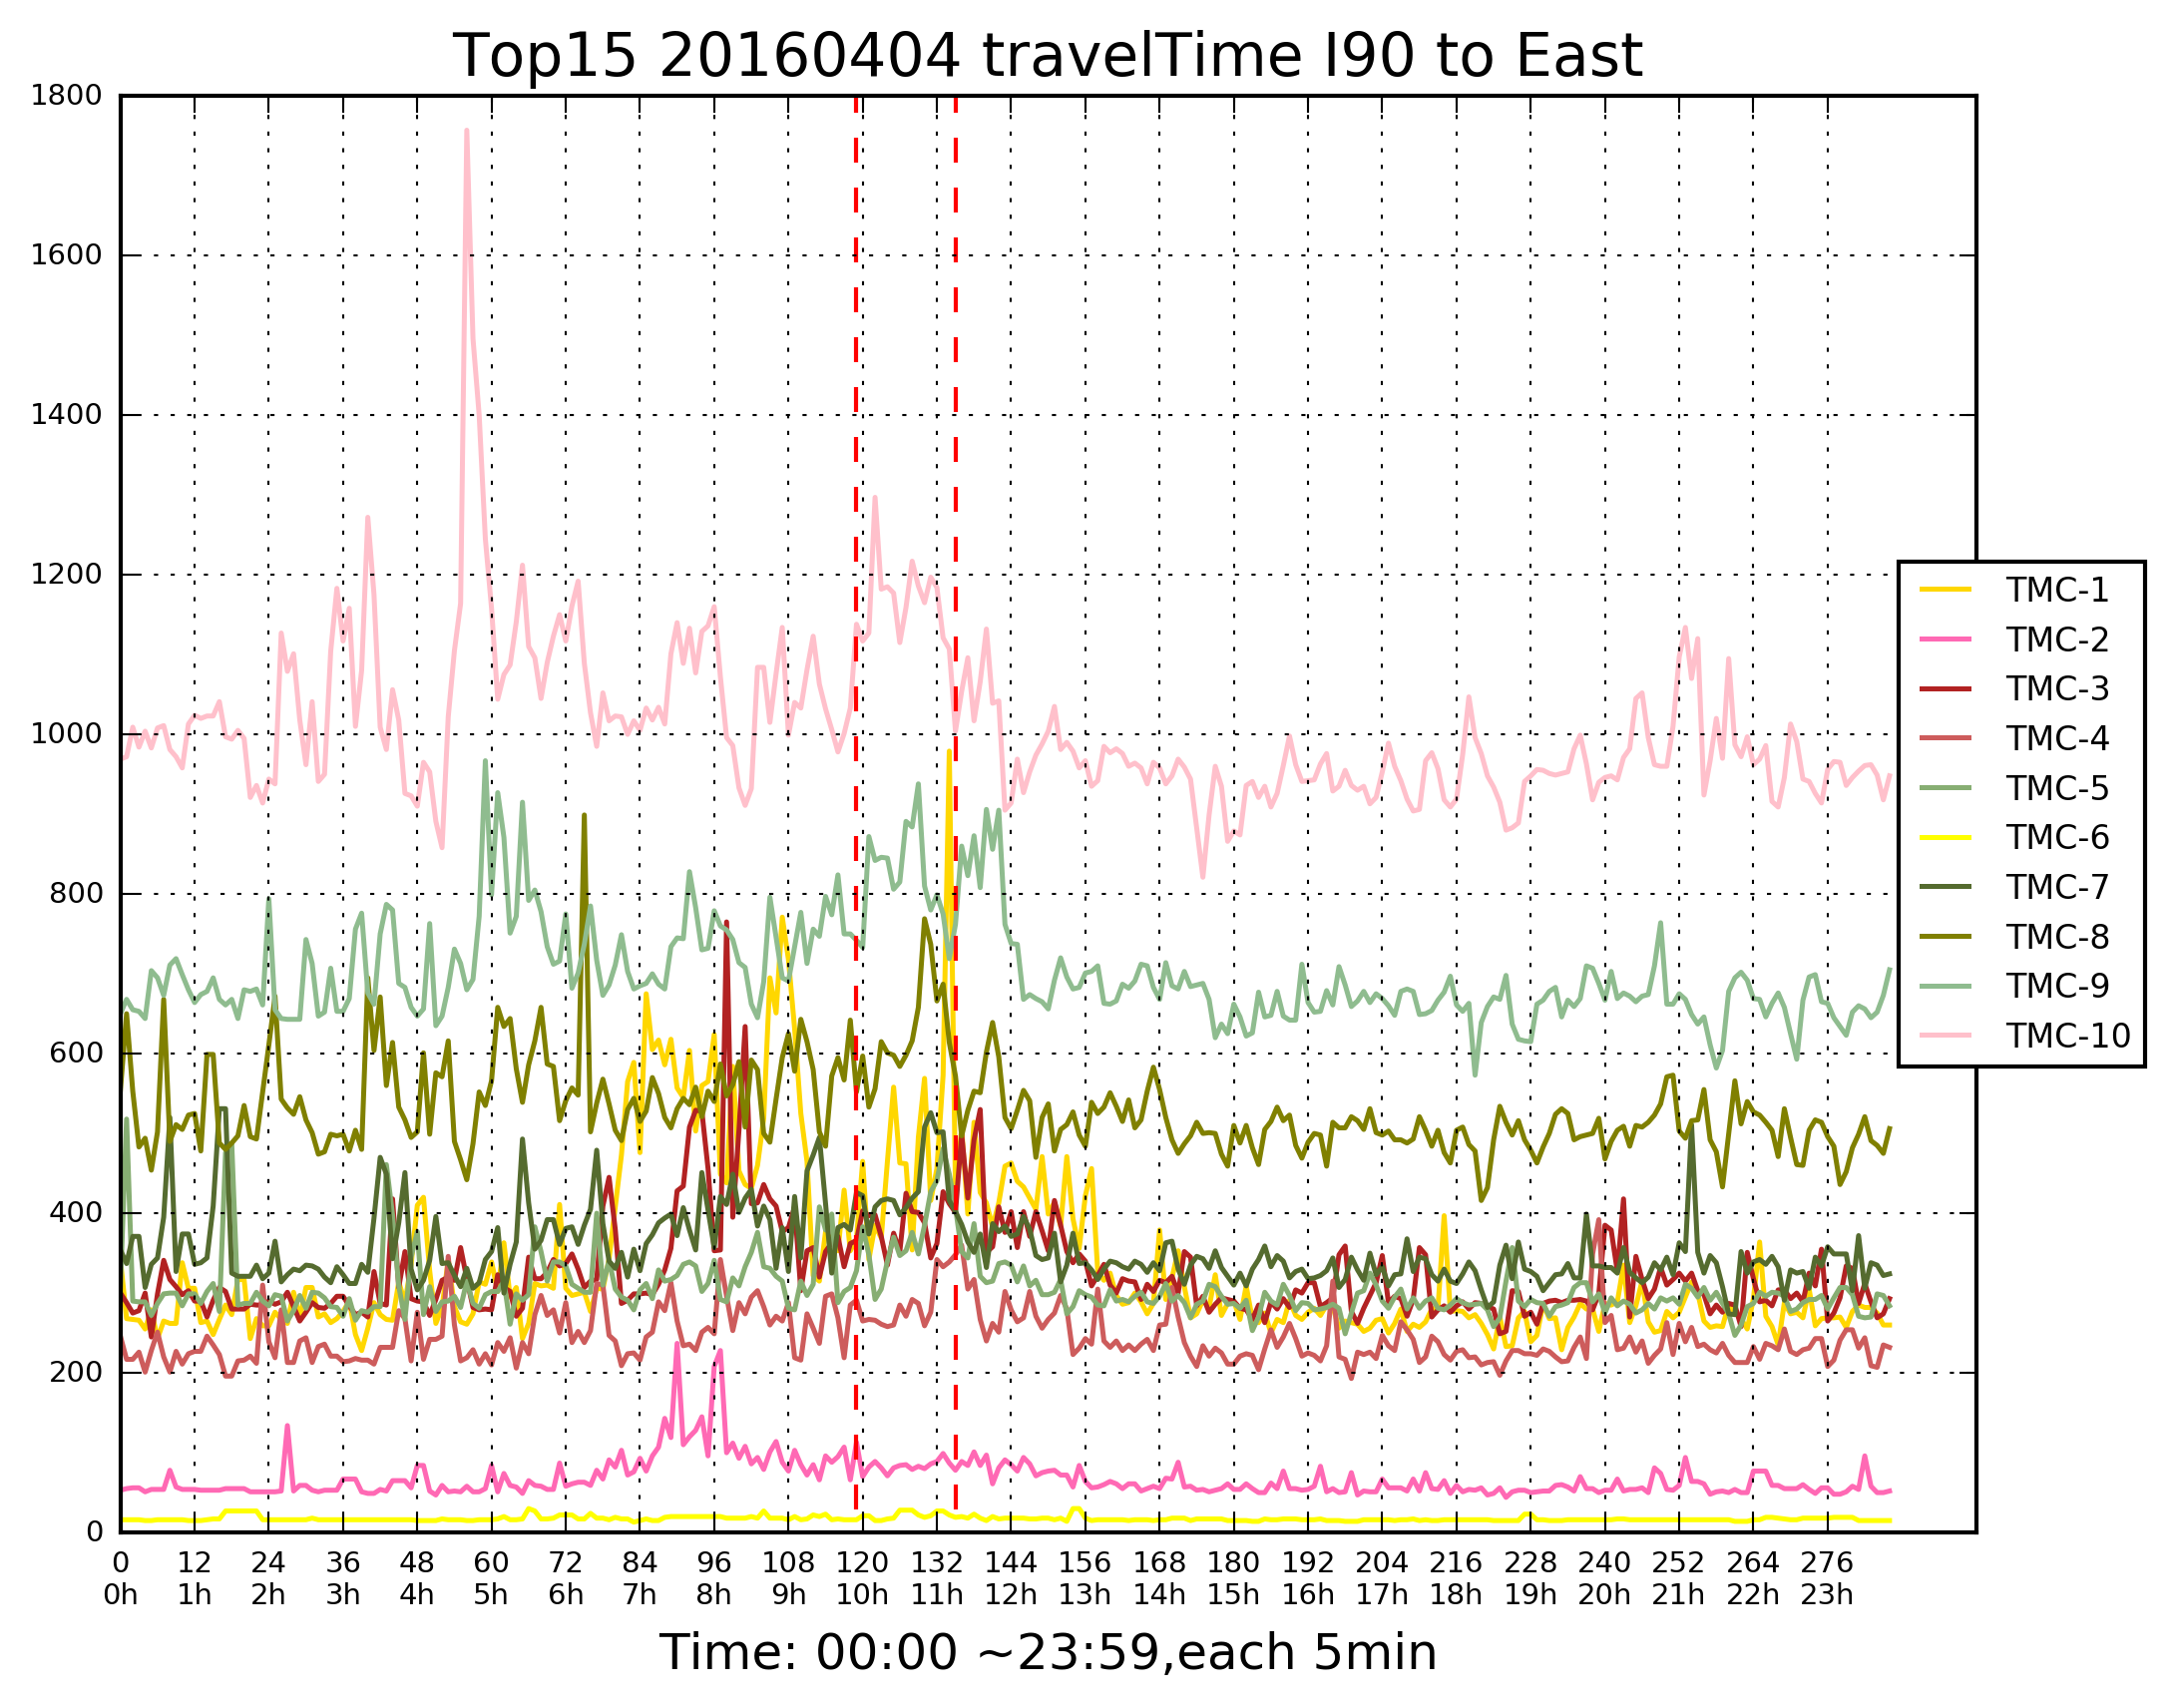 Top15 20160404 travelTime I90 to East
1800
1600
1400
1200
1000
800
600
400
200
0
TMC-1
TMC-2
TMC-3
TMC-4
TMC-5
TMC-6
TMC-7
TMC-8
TMC-9
TMC-10
0 12 24 36 48 60 72 84 96 108 120 132 144 156 168 180 192 204 216 228 240 252 264 276
0h 1h 2h 3h 4h 5h 6h 7h 8h 9h 10h 11h 12h 13h 14h 15h 16h 17h 18h 19h 20h 21h 22h 23h
Time: 00:00 ~23:59,each 5min